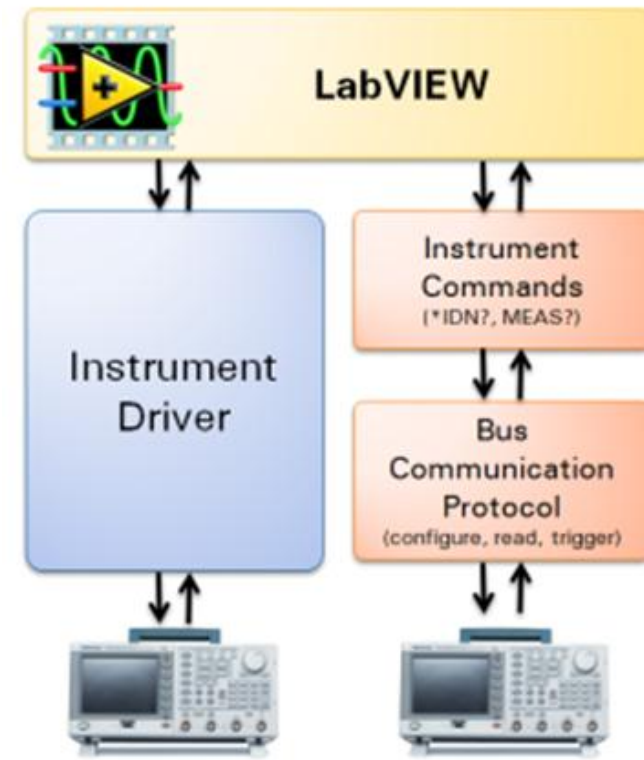 LabVIEW
Instrument
Driver
Instrument
Commands
(*IDN?, MEAS?)
Bus
Communication
Protocol
(configure, read, trigger)